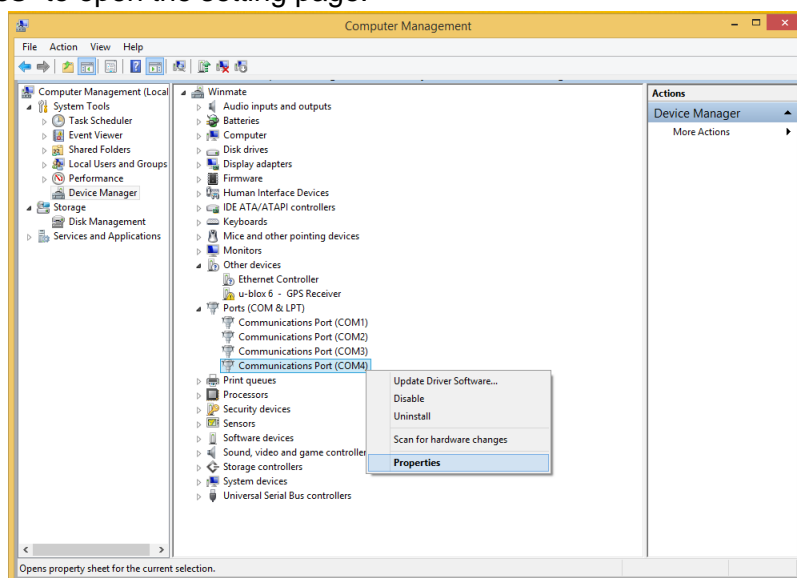 to open the setting page.
Computer Management
File Action View Help
Computer Management (Local
System Tools
Task Scheduler
Event Viewer
Shared Folders
Local Users and Groups
Performance
Device Manager
Storage
Disk Management
Services and Applications
Winmate
Audio inputs and outputs
Batteries
Computer
Disk drives
Display adapters
Firmware
Human Interface Devices
IDE ATA/ATAPI controllers
Keyboards
Mice and other pointing devices
Monitors
Other devices
Ethernet Controller
u-blox 6 - GPS Receiver
Ports (COM & LPT)
Communications Port (COM1)
Communications Port (COM2)
Communications Port (COM3)
Communications Port (COM4)
Print queues
Processors
Security devices
Sensors
Software devices
Sound, video and game controller
Storage controllers
System devices
Universal Serial Bus controllers
Update Driver Software...
Disable
Uninstall
Scan for hardware changes
Properties
Actions
Device Manager
More Actions
Opens property sheet for the current selection.